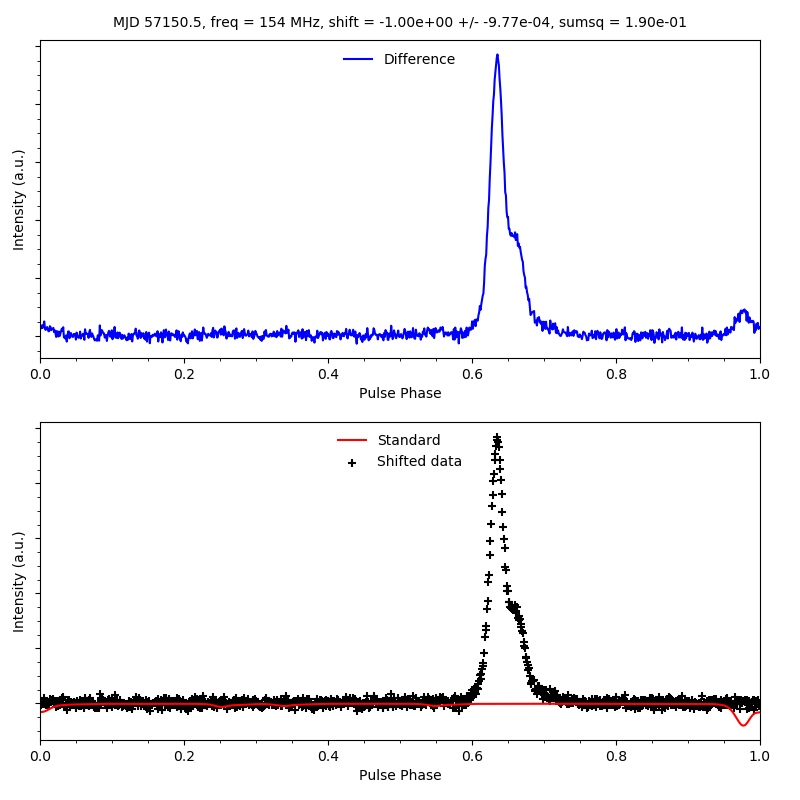 MJD 57150.5, freq = 154 MHz, shift = -1.00e+00 +/- -9.77e-04, sumsq = 1.90e-01
Difference
Intensity (a.u.)
0.0 0.2 0.4 0.6 0.8 1.0
Pulse Phase
Standard
Shifted data
Intensity (a.u.)
0.0 0.2 0.4 0.6 0.8 1.0
Pulse Phase